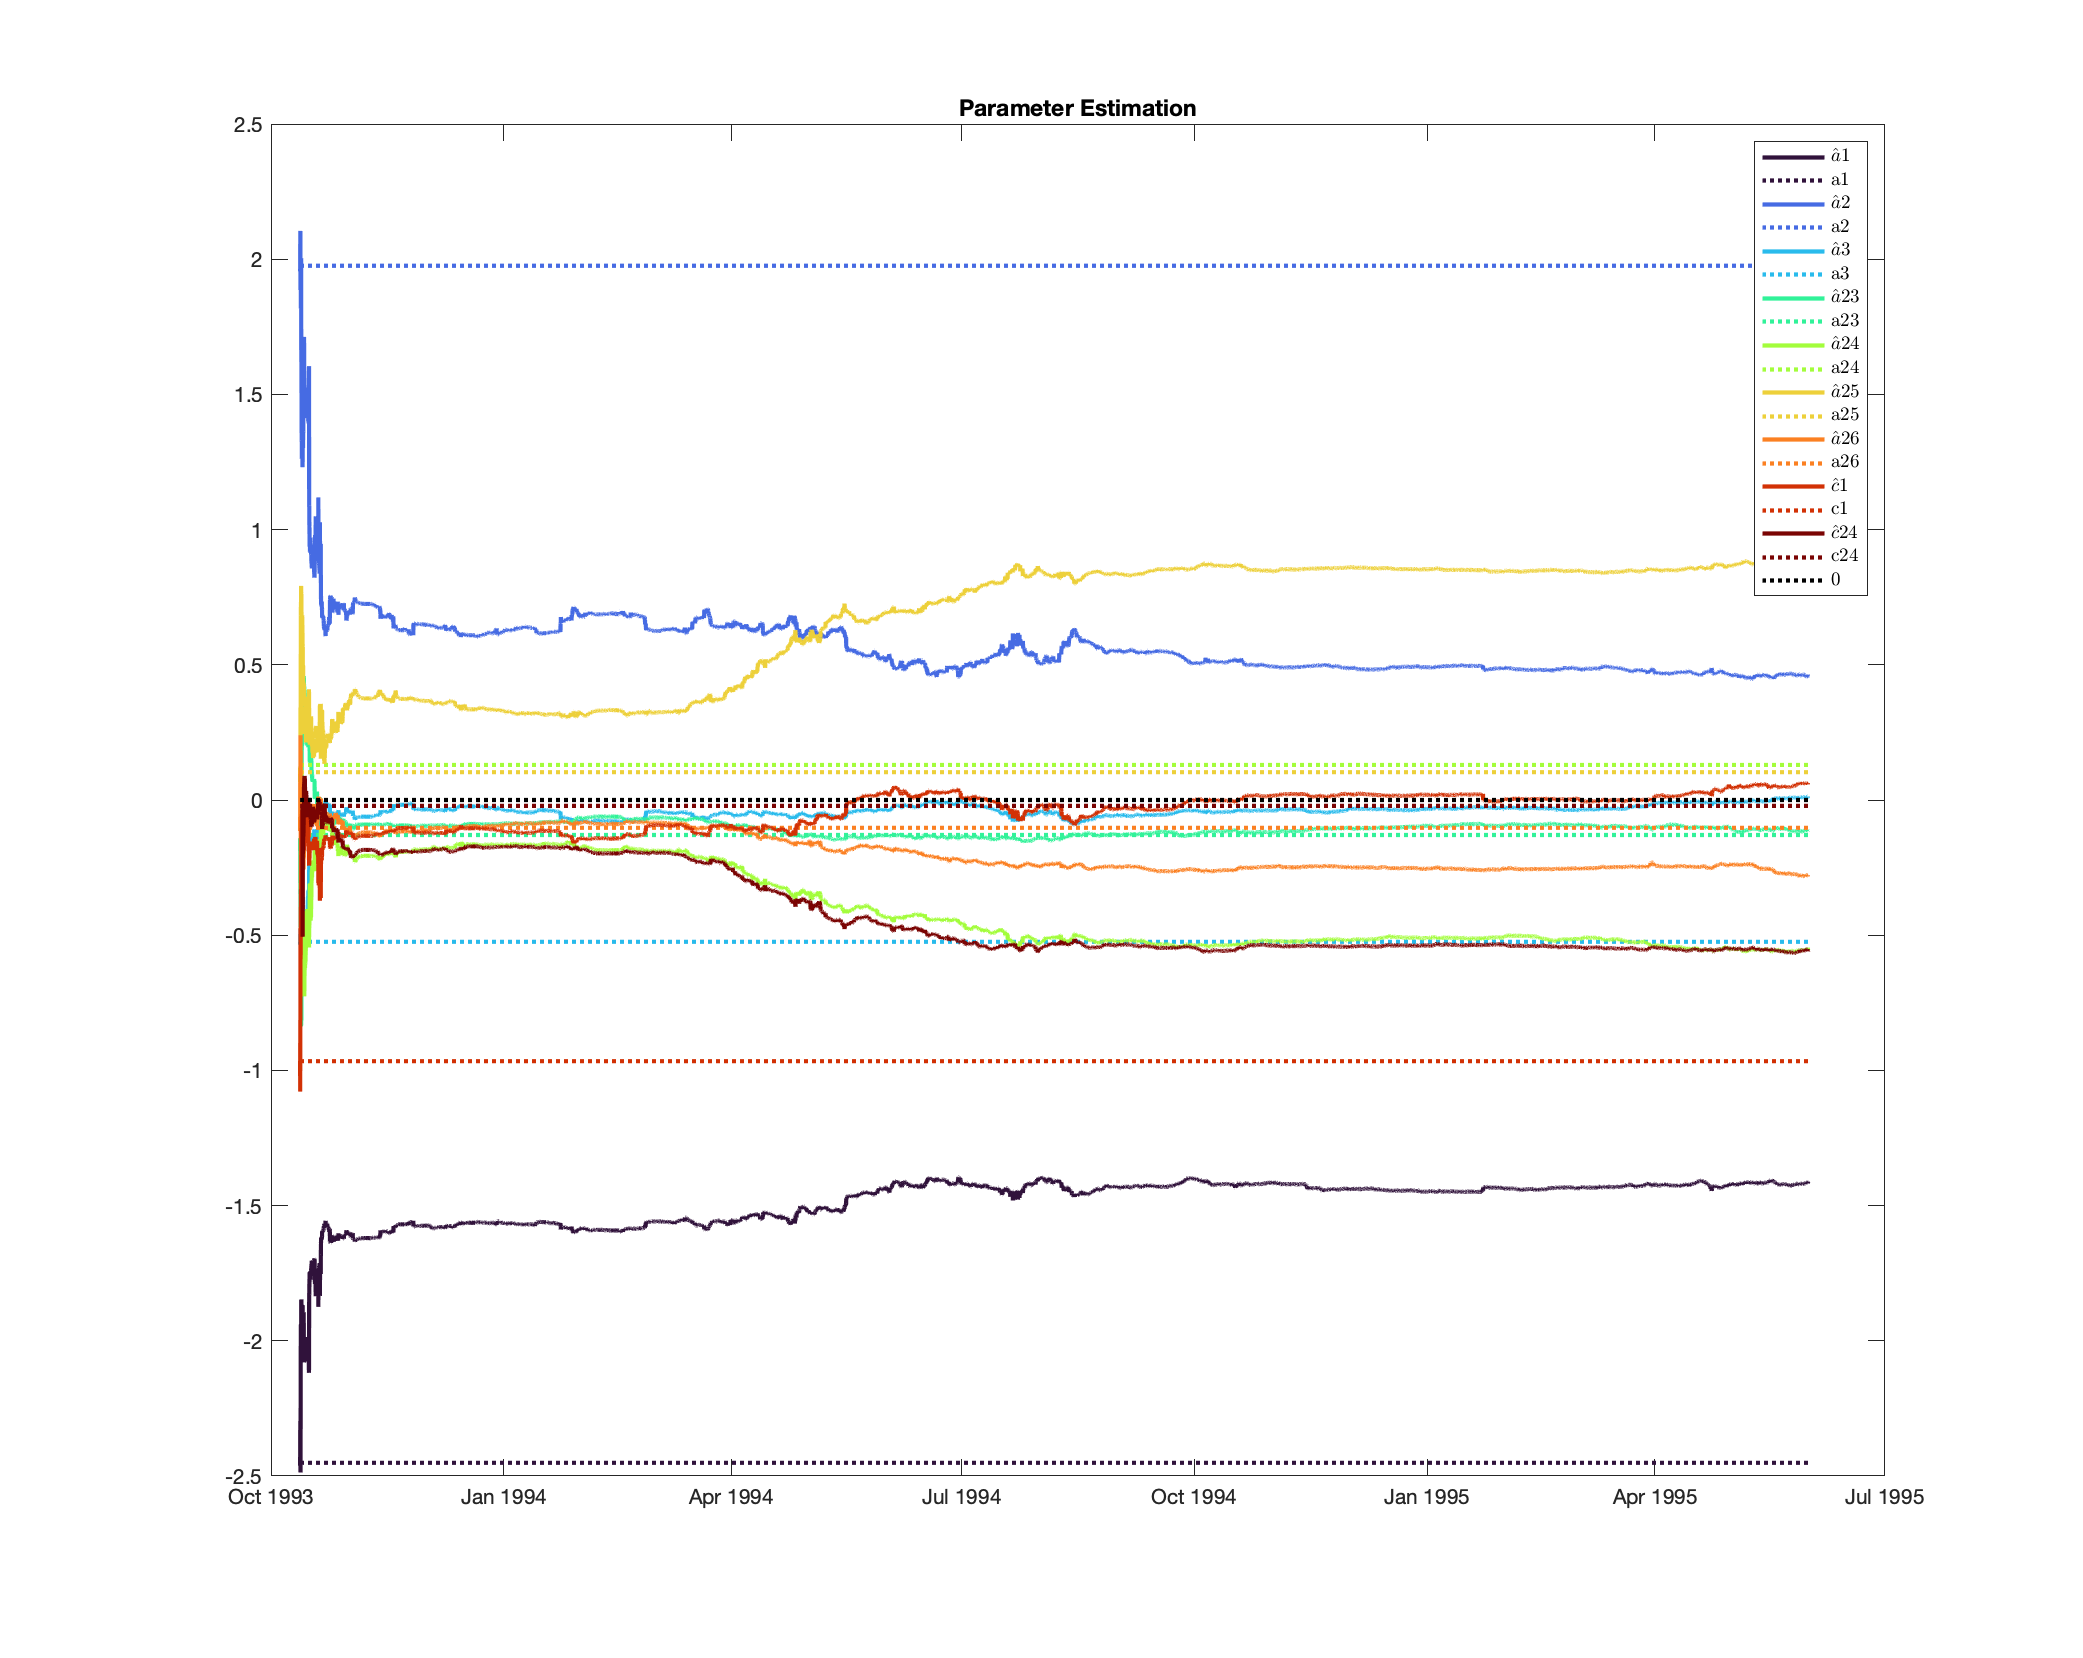 Parameter Estimation
2.5
2
1.5
1
0.5
0
-0.5
-1
-1.5
-2
-2.5
Oct 1993
Jan 1994
Apr 1994
Jul 1994
Oct 1994
Jan 1995
Apr 1995
Jul 1995
â1
a1
â2
a2
â3
a3
â23
a23
â24
a24
â25
a25
â26
a26
ĉ1
c1
ĉ24
c24
0